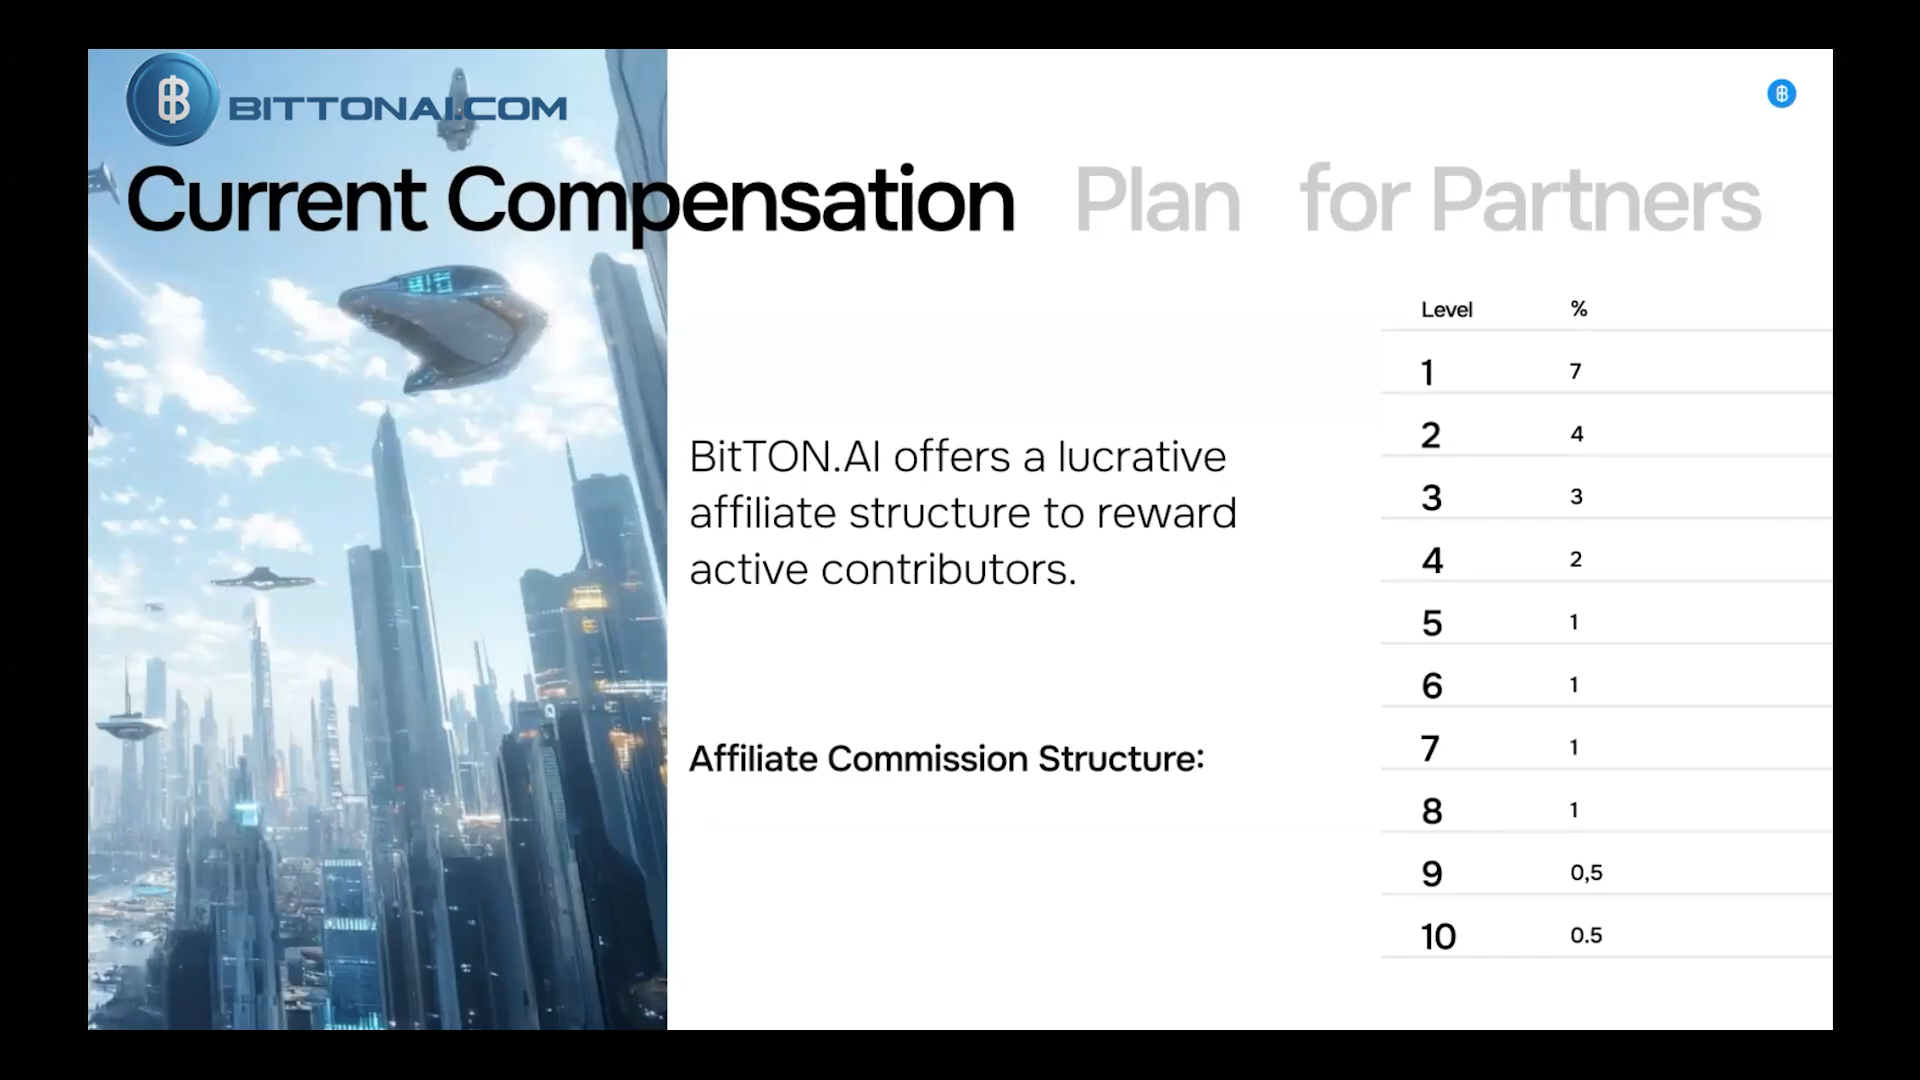 BITTONAI.COM
Current Compensation Plan for Partners
BitTON.AI offers a lucrative
affiliate structure to reward
active contributors.
Affiliate Commission Structure:
Level %
1 7
2 4
3 3
4 2
5 1
6 1
7 1
8 1
9 0,5
10 0.5